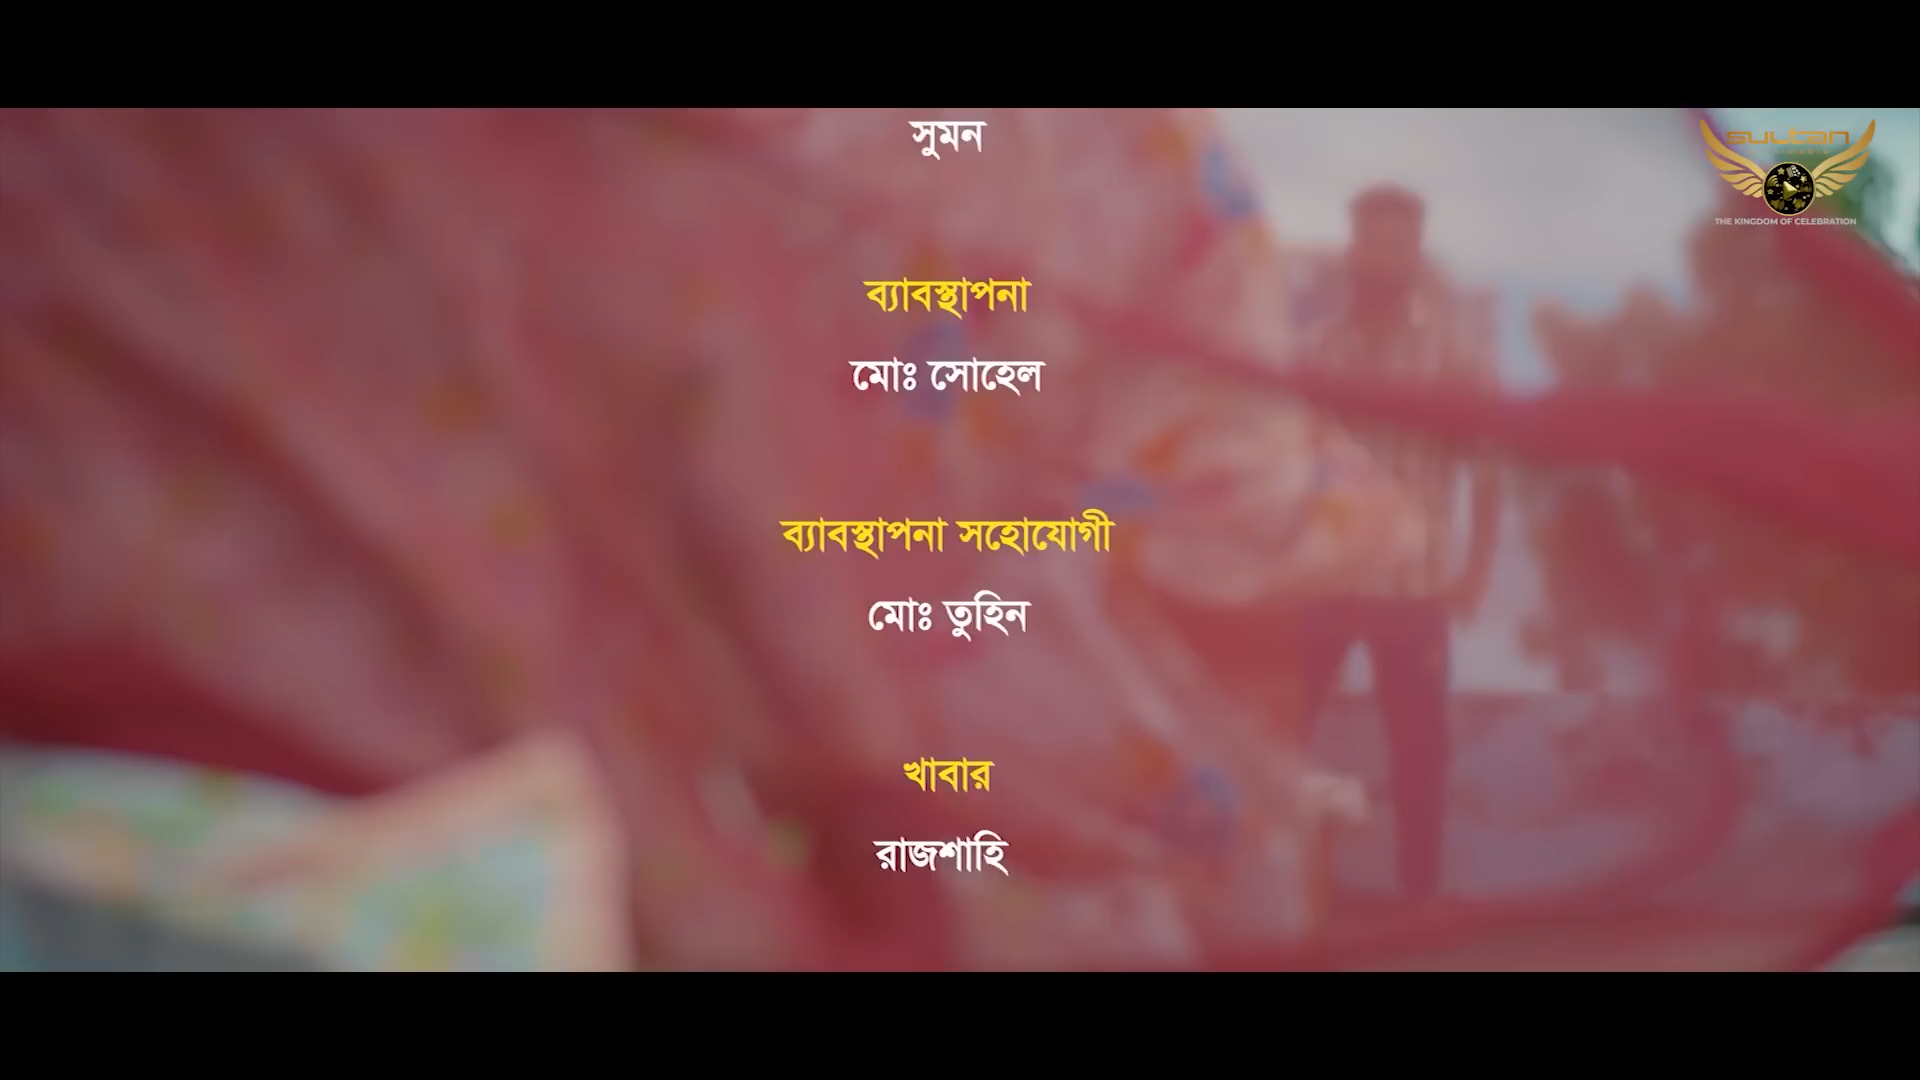 সুমন
sultan
THE KINGDOM OF CELEBRATION
ব্যাবস্থাপনা
মোঃ সোহেল
ব্যাবস্থাপনা সহোযোগী
মোঃ তুহিন
খাবার
রাজশাহি